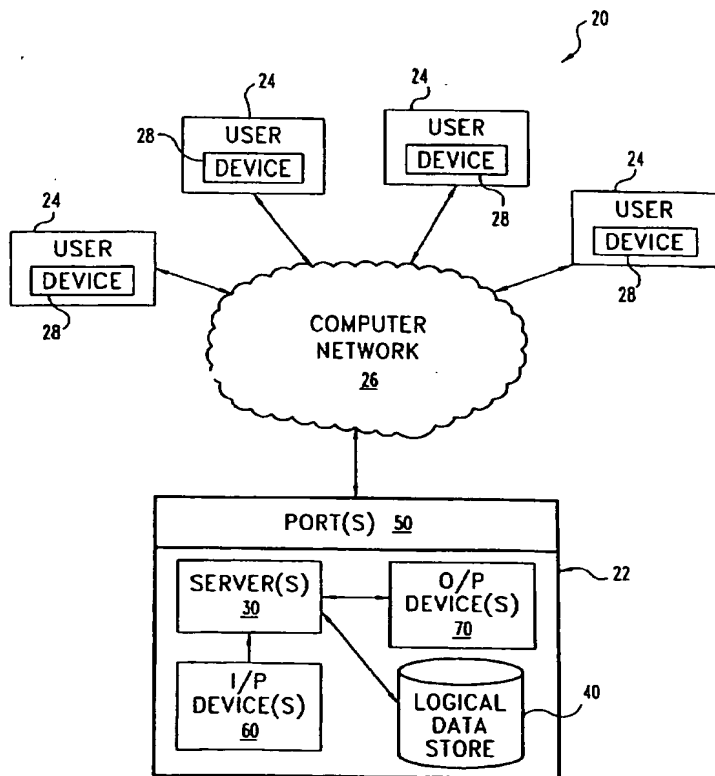 20
24
USER
28 DEVICE
24
USER
DEVICE
28
24
USER
DEVICE
28
24
USER
DEVICE
28
COMPUTER
NETWORK
26
PORT(S) 50
22
SERVER(S)
30
O/P
DEVICE(S)
70
I/P
DEVICE(S)
60
40
LOGICAL
DATA
STORE